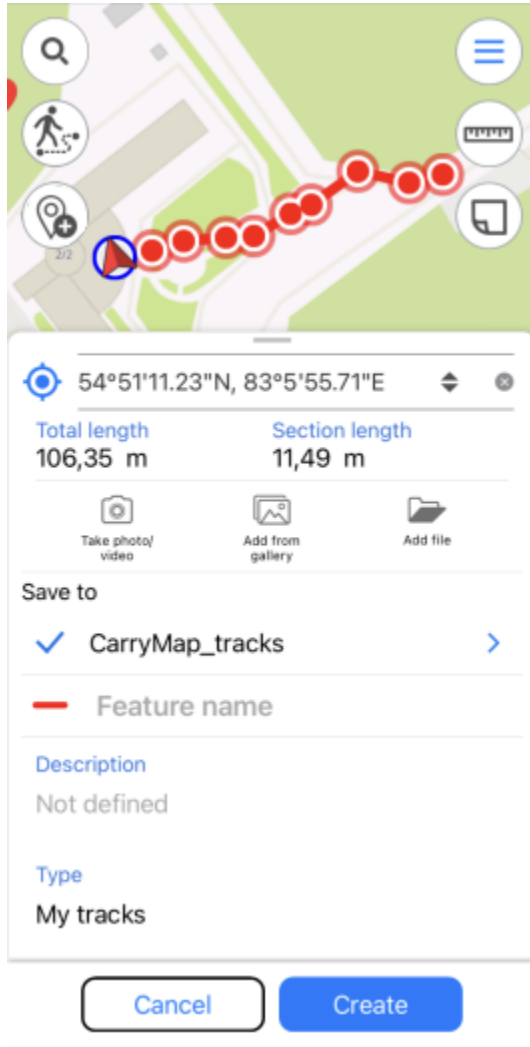 2/2
54°51'11.23"N, 83°5'55.71"E
Total length Section length
106,35 m 11,49 m
Take photo/ Add from Add file
video gallery
Save to
CarryMap_tracks
Feature name
Description
Not defined
Type
My tracks
Cancel Create